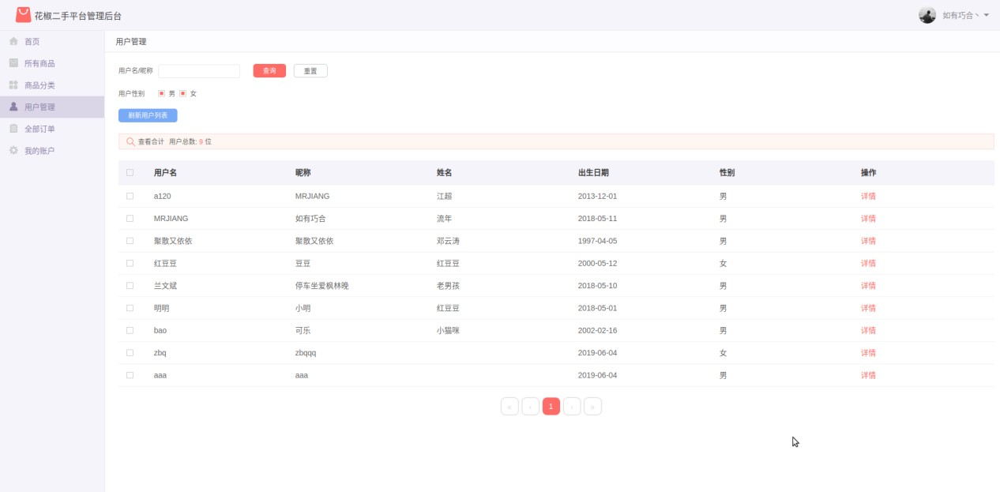 花椒二手平台管理后台
如有巧合丶
首页
所有商品
商品分类
用户管理
全部订单
我的账户
用户管理
用户名/昵称 查询 重置
用户性别 男 女
刷新用户列表
查看合计 用户总数: 9 位
用户名 昵称 姓名 出生日期 性别 操作
a120 MRJIANG 江超 2013-12-01 男 详情
MRJIANG 如有巧合 流年 2018-05-11 男 详情
聚散又依依 聚散又依依 邓云涛 1997-04-05 男 详情
红豆豆 豆豆 红豆豆 2000-05-12 女 详情
兰文斌 停车坐爱枫林晚 老男孩 2018-05-10 男 详情
明明 小明 红豆豆 2018-05-01 男 详情
bao 可乐 小猫咪 2002-02-16 男 详情
zbq zbqqq 2019-06-04 女 详情
aaa aaa 2019-06-04 男 详情
« ‹ 1 › »